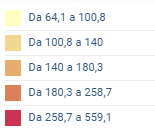 Da 64,1 a 100,8
Da 100,8 a 140
Da 140 a 180,3
Da 180,3 a 258,7
Da 258,7 a 559,1